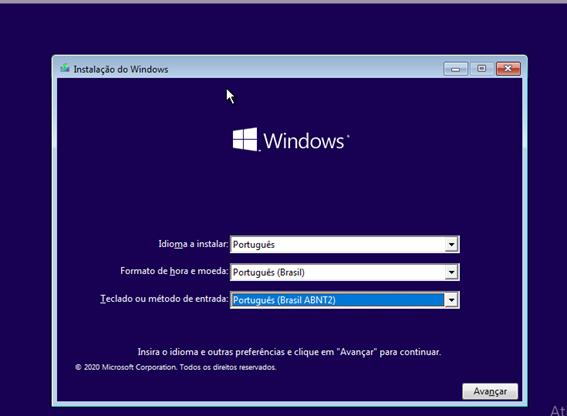 Instalação do Windows
Windows
Idioma a instalar: Português
Formato de hora e moeda: Português (Brasil)
Teclado ou método de entrada: Português (Brasil ABNT2)
Insira o idioma e outras preferências e clique em "Avançar" para continuar.
© 2020 Microsoft Corporation. Todos os direitos reservados.
Avançar
At